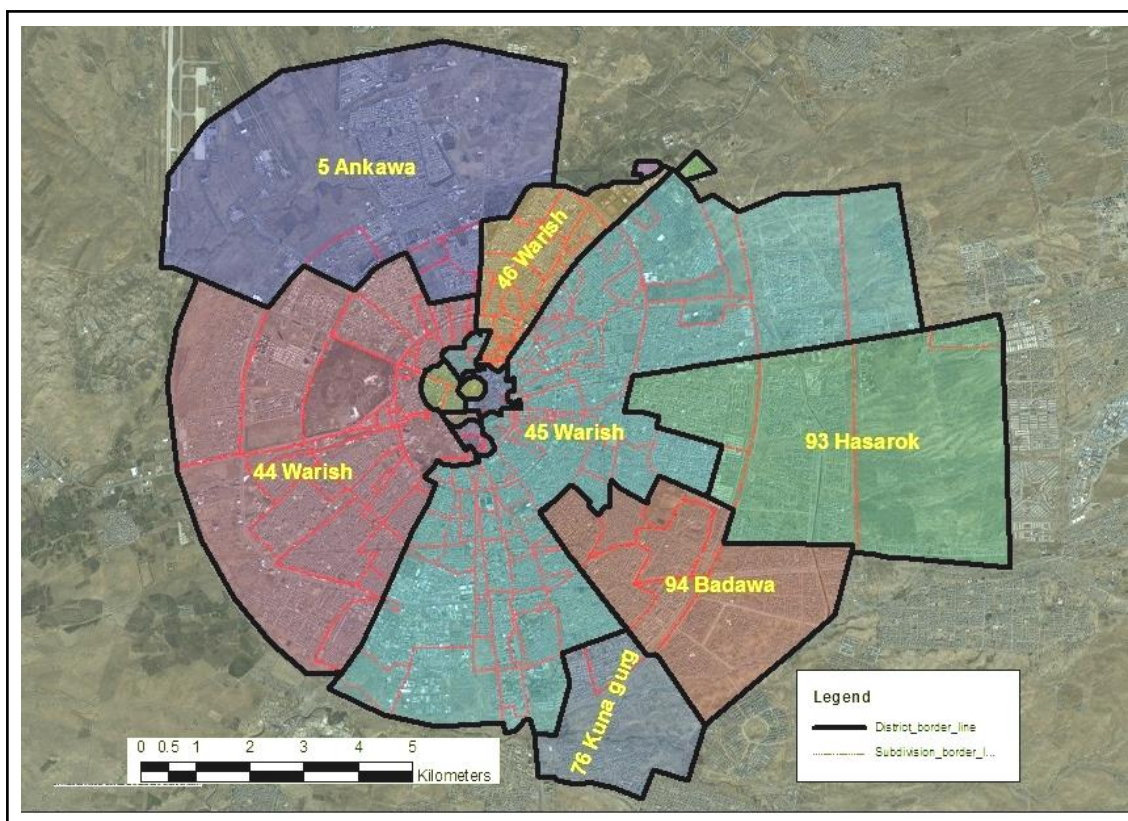 5 Ankawa
46 Warish
45 Warish
93 Hasarok
44 Warish
94 Badawa
76 Kuna gurg
Legend
District_border_line
Subdivision_border_l...
0 0.5 1 2 3 4 5
Kilometers